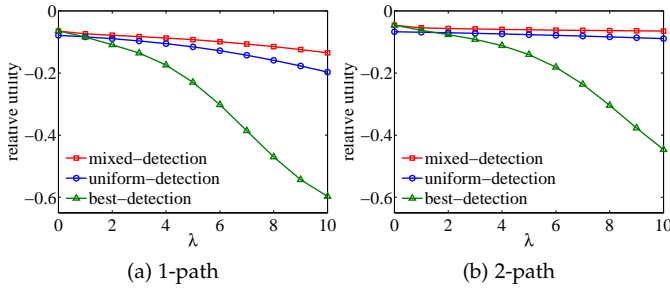 0
−0.2
−0.4
−0.6
relative utility
mixed−detection
uniform−detection
best−detection
0 2 4 6 8 10
λ
(a) 1-path
0
−0.2
−0.4
−0.6
relative utility
mixed−detection
uniform−detection
best−detection
0 2 4 6 8 10
λ
(b) 2-path